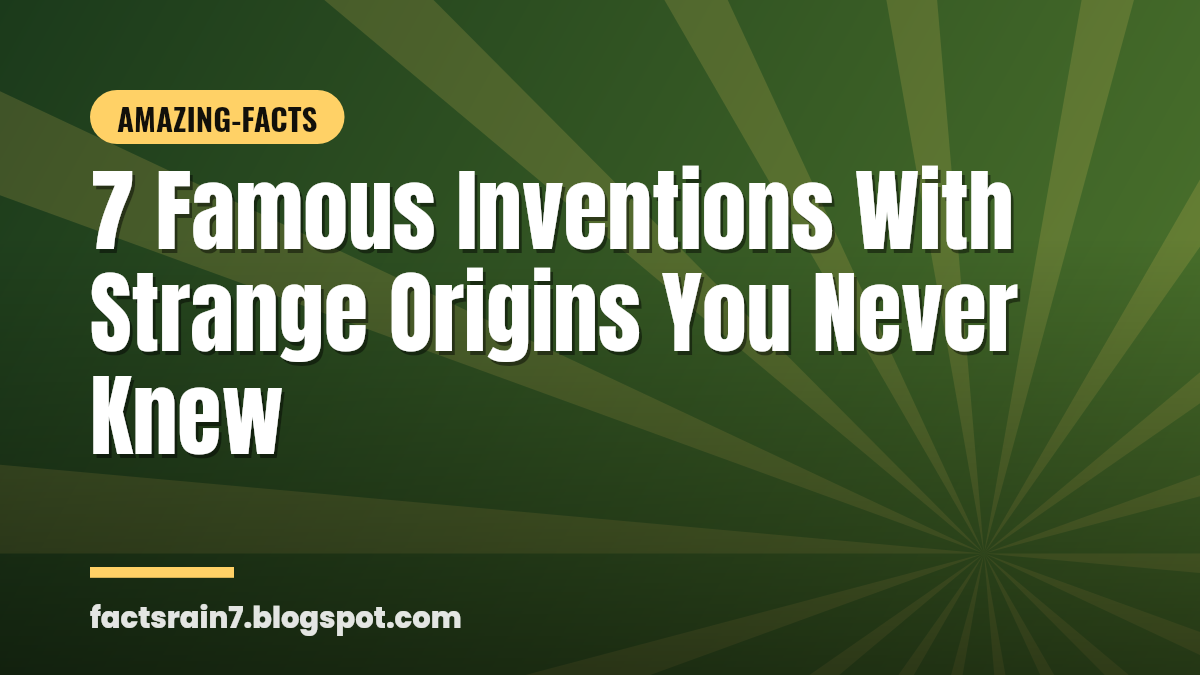 AMAZING-FACTS
7 Famous Inventions With
Strange Origins You Never
Knew
factsrain7.blogspot.com